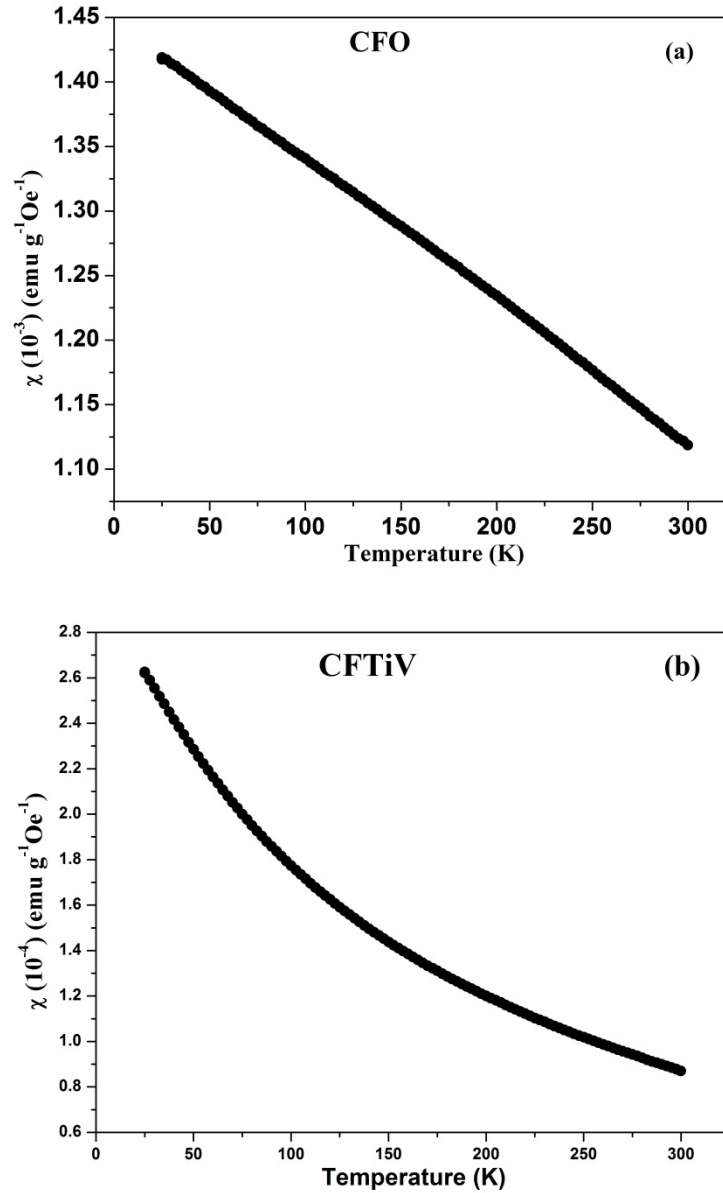 CFO
(a)
1.45
1.40
1.35
1.30
1.25
1.20
1.15
1.10
χ (10⁻³) (emu g⁻¹Oe⁻¹)
0 50 100 150 200 250 300
Temperature (K)
CFTiV
(b)
2.8
2.6
2.4
2.2
2.0
1.8
1.6
1.4
1.2
1.0
0.8
0.6
χ (10⁻⁴) (emu g⁻¹Oe⁻¹)
0 50 100 150 200 250 300
Temperature (K)